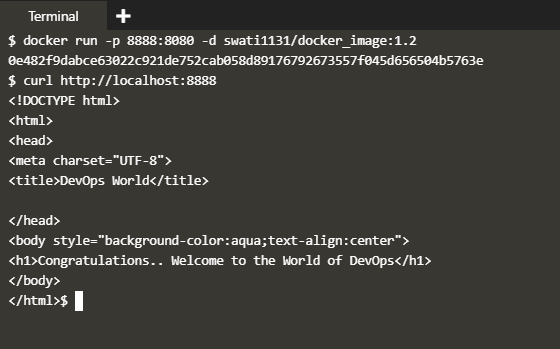 Terminal +
$ docker run -p 8888:8080 -d swati1131/docker_image:1.2
0e482f9dabce63022c921de752cab058d89176792673557f045d656504b5763e
$ curl http://localhost:8888
<!DOCTYPE html>
<html>
<head>
<meta charset="UTF-8">
<title>DevOps World</title>
</head>
<body style="background-color:aqua;text-align:center">
<h1>Congratulations.. Welcome to the World of DevOps</h1>
</body>
</html>$